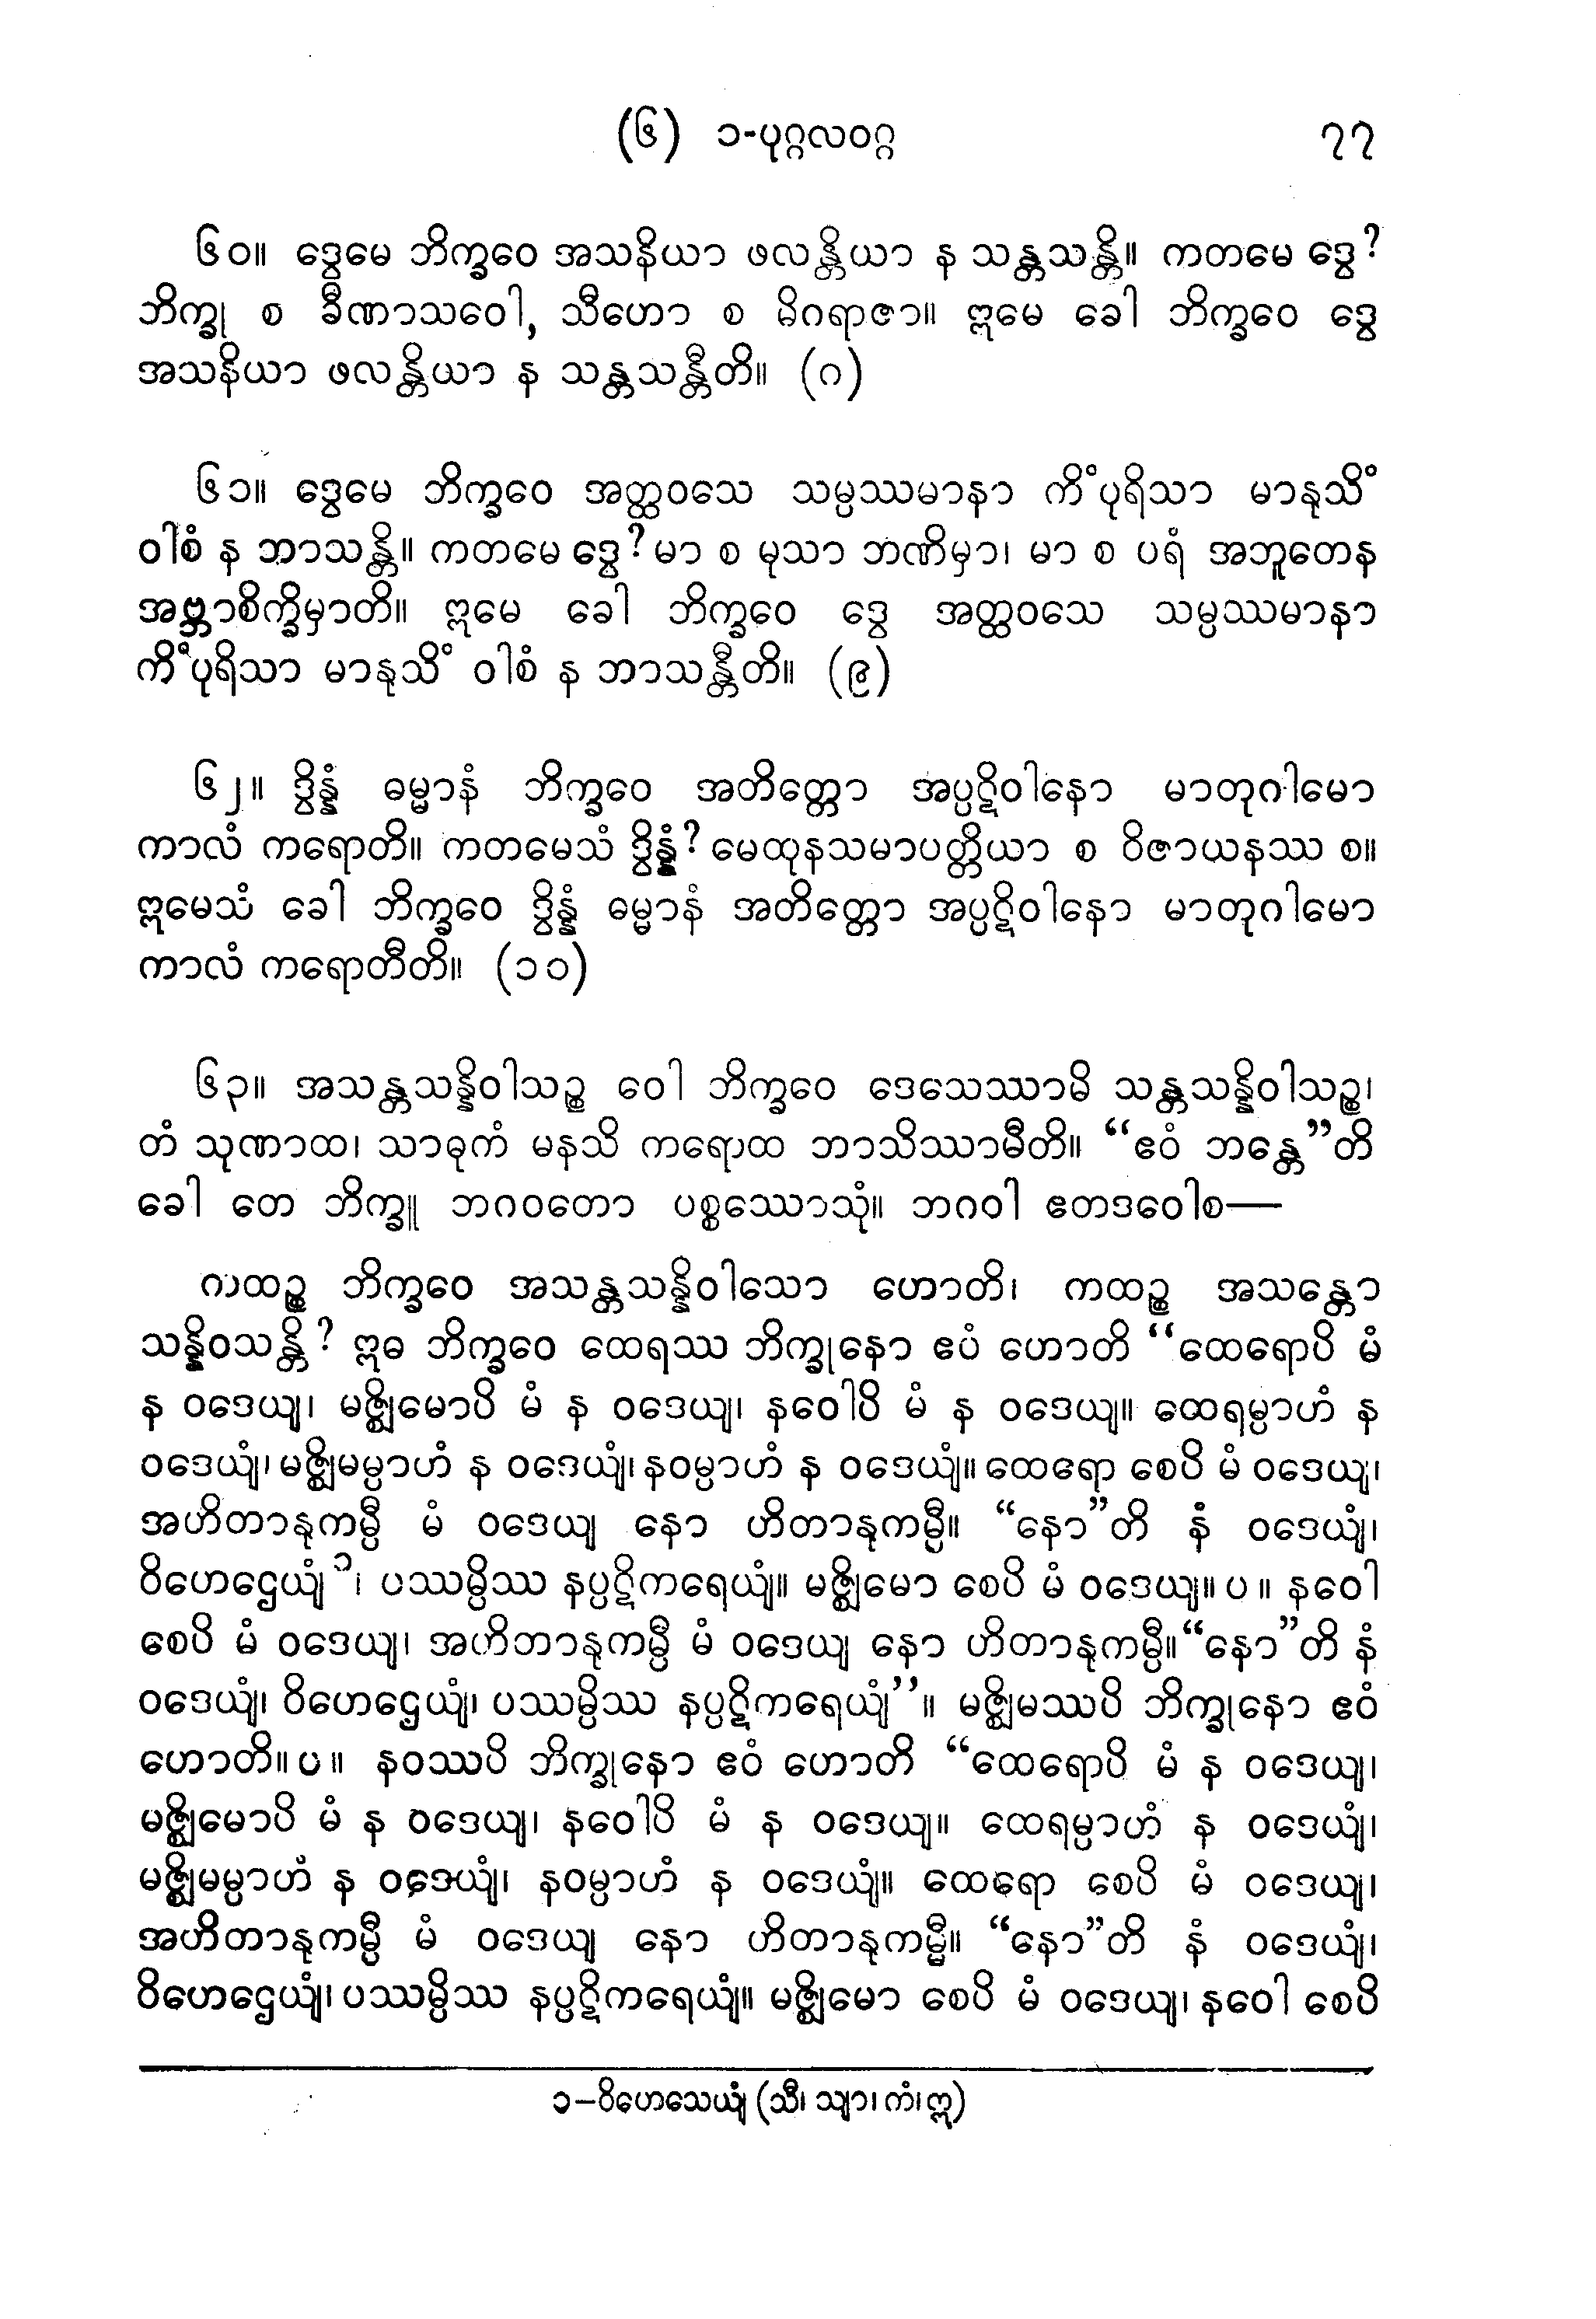 (၆) ၁-ပုဂ္ဂလဝဂ္ဂ ၇၇
၆၀။ ဒွေမေ ဘိက္ခဝေ အသနိယာ ဖလန္တိယာ န သန္တသန္တိ။ ကတမေ ဒွေ?
ဘိက္ခု စ ခီဏာသဝေါ, သီဟော စ မိဂရာဇာ။ ဣမေ ခေါ ဘိက္ခဝေ ဒွေ
အသနိယာ ဖလန္တိယာ န သန္တသန္တီတိ။ (ဂ)
၆၁။ ဒွေမေ ဘိက္ခဝေ အတ္ထဝသေ သမ္ပဿမာနာ ကိံပုရိသာ မာနုသိံ
ဝါစံ န ဘာသန္တိ။ ကတမေ ဒွေ? မာ စ မုသာ ဘဏိမှာ၊ မာ စ ပရံ အဘူတေန
အဗ္ဘာစိက္ခိမှာတိ။ ဣမေ ခေါ ဘိက္ခဝေ ဒွေ အတ္ထဝသေ သမ္ပဿမာနာ
ကိံပုရိသာ မာနုသိံ ဝါစံ န ဘာသန္တီတိ။ (၉)
၆၂။ ဒွိန္နံ ဓမ္မာနံ ဘိက္ခဝေ အတိတ္တော အပ္ပဋိဝါနော မာတုဂါမော
ကာလံ ကရောတိ။ ကတမေသံ ဒွိန္နံ? မေထုနသမာပတ္တိယာ စ ဝိဇာယနဿ စ။
ဣမေသံ ခေါ ဘိက္ခဝေ ဒွိန္နံ ဓမ္မာနံ အတိတ္တော အပ္ပဋိဝါနော မာတုဂါမော
ကာလံ ကရောတီတိ။ (၁၀)
၆၃။ အသန္တသန္နိဝါသဉ္စ ဝေါ ဘိက္ခဝေ ဒေသေဿာမိ သန္တသန္နိဝါသဉ္စ၊
တံ သုဏာထ၊ သာဓုကံ မနသိ ကရောထ ဘာသိဿာမီတိ။ “ဧဝံ ဘန္တေ”တိ
ခေါ တေ ဘိက္ခူ ဘဂဝတော ပစ္စဿောသုံ။ ဘဂဝါ ဧတဒဝေါစ—
ကထဉ္စ ဘိက္ခဝေ အသန္တသန္နိဝါသော ဟောတိ၊ ကထဉ္စ အသန္တော
သန္နိဝသန္တိ? ဣဓ ဘိက္ခဝေ ထေရဿ ဘိက္ခုနော ဧပံ ဟောတိ “ထေရောပိ မံ
န ဝဒေယျ၊ မဇ္ဈိမောပိ မံ န ဝဒေယျ၊ နဝေါပိ မံ န ဝဒေယျ။ ထေရမ္ပာဟံ န
ဝဒေယျံ၊ မဇ္ဈိမမ္ပာဟံ န ဝဒေယျံ၊ နဝမ္ပာဟံ န ဝဒေယျံ။ ထေရော စေပိ မံ ဝဒေယျ၊
အဟိတာနုကမ္ပီ မံ ဝဒေယျ နော ဟိတာနုကမ္ပီ။ “နော”တိ နံ ဝဒေယျံ၊
ဝိဟေဌေယျံ ၁၊ ပဿမ္ပိဿ နပ္ပဋိကရေယျံ။ မဇ္ဈိမော စေပိ မံ ဝဒေယျ။ ပ ။ နဝေါ
စေပိ မံ ဝဒေယျ၊ အဟိဘာနုကမ္ပီ မံ ဝဒေယျ နော ဟိတာနုကမ္ပီ။ “နော”တိ နံ
ဝဒေယျံ၊ ဝိဟေဌေယျံ၊ ပဿမ္ပိဿ နပ္ပဋိကရေယျံ’’။ မဇ္ဈိမဿပိ ဘိက္ခုနော ဧဝံ
ဟောတိ။ ပ ။ နဝဿပိ ဘိက္ခုနော ဧဝံ ဟောတိ “ထေရောပိ မံ န ဝဒေယျ၊
မဇ္ဈိမောပိ မံ န ဝဒေယျ၊ နဝေါပိ မံ န ဝဒေယျ။ ထေရမ္ပာဟံ န ဝဒေယျံ၊
မဇ္ဈိမမ္ပာဟံ န ဝဒေယျံ၊ နဝမ္ပာဟံ န ဝဒေယျံ။ ထေရော စေပိ မံ ဝဒေယျ၊
အဟိတာနုကမ္ပီ မံ ဝဒေယျ နော ဟိတာနုကမ္မီ။ “နော”တိ နံ ဝဒေယျံ၊
ဝိဟေဌေယျံ၊ ပဿမ္ပိဿ နပ္ပဋိကရေယျံ။ မဇ္ဈိမော စေပိ မံ ဝဒေယျ၊ နဝေါ စေပိ
၁–ဝိဟေသေယျံ (သီ၊ သျာ၊ ကံ၊ ဣ)